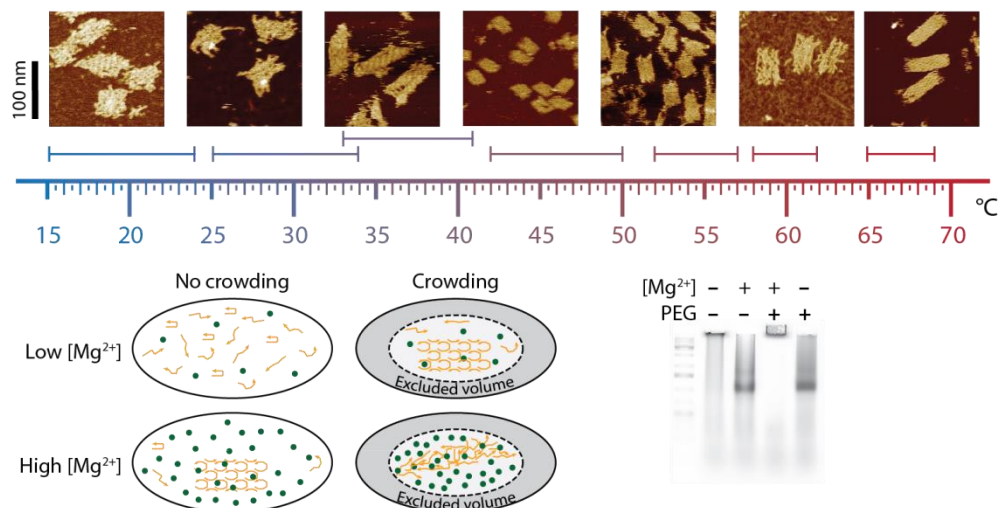 100 nm
°C
15 20 25 30 35 40 45 50 55 60 65 70
No crowding Crowding
[Mg²⁺] – + + –
PEG – – + +
Low [Mg²⁺]
Excluded volume
High [Mg²⁺]
Excluded volume